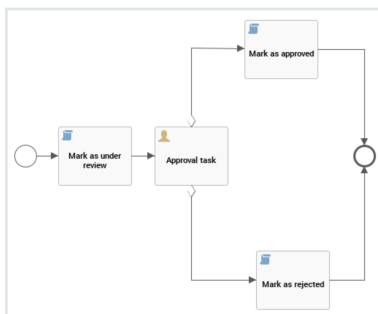 Mark as approved
Mark as under
review
Approval task
Mark as rejected